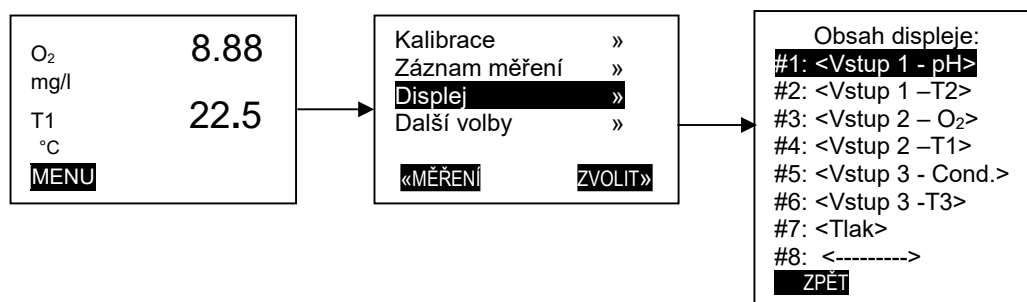 O₂ 8.88
mg/l
T1 22.5
°C
MENU
Kalibrace »
Záznam měření »
Displej »
Další volby »
«MĚŘENÍ ZVOLIT»
Obsah displeje:
#1: <Vstup 1 - pH>
#2: <Vstup 1 –T2>
#3: <Vstup 2 – O₂>
#4: <Vstup 2 –T1>
#5: <Vstup 3 - Cond.>
#6: <Vstup 3 -T3>
#7: <Tlak>
#8: <--------->
ZPĚT